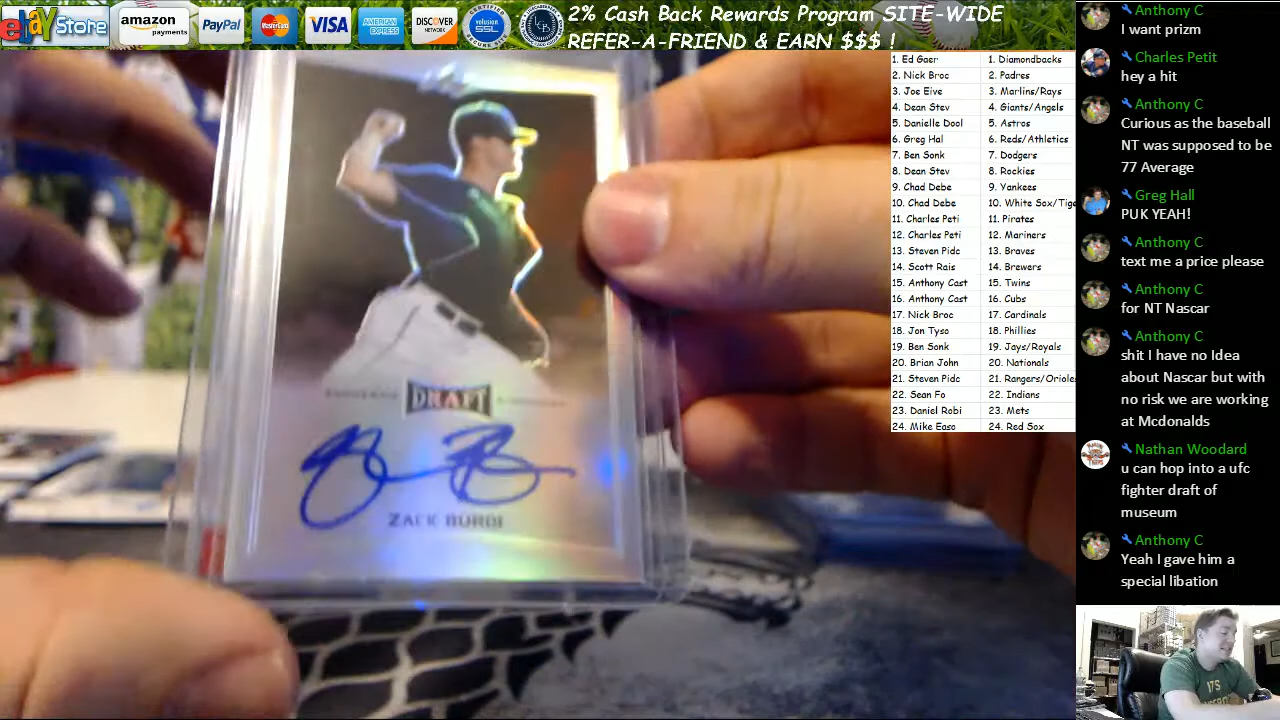 ebay Store
amazon
payments
PayPal
MasterCard
VISA
AMERICAN
EXPRESS
DISCOVER
NETWORK
SSL
2% Cash Back Rewards Program SITE-WIDE
REFER-A-FRIEND & EARN $$$ !
1. Ed Gaer 1. Diamondbacks
2. Nick Broc 2. Padres
3. Joe Eive 3. Marlins/Rays
4. Dean Stev 4. Giants/Angels
5. Danielle Dool 5. Astros
6. Greg Hal 6. Reds/Athletics
7. Ben Sonk 7. Dodgers
8. Dean Stev 8. Rockies
9. Chad Debe 9. Yankees
10. Chad Debe 10. White Sox/Tige
11. Charles Peti 11. Pirates
12. Charles Peti 12. Mariners
13. Steven Pidc 13. Braves
14. Scott Rais 14. Brewers
15. Anthony Cast 15. Twins
16. Anthony Cast 16. Cubs
17. Nick Broc 17. Cardinals
18. Jon Tyso 18. Phillies
19. Ben Sonk 19. Jays/Royals
20. Brian John 20. Nationals
21. Steven Pidc 21. Rangers/Oriole
22. Sean Fo 22. Indians
23. Daniel Robi 23. Mets
24. Mike Easo 24. Red Sox
DRAFT
ZACK BURDI
Anthony C
I want prizm
Charles Petit
hey a hit
Anthony C
Curious as the baseball
NT was supposed to be
77 Average
Greg Hall
PUK YEAH!
Anthony C
text me a price please
Anthony C
for NT Nascar
Anthony C
shit I have no Idea
about Nascar but with
no risk we are working
at Mcdonalds
Nathan Woodard
u can hop into a ufc
fighter draft of
museum
Anthony C
Yeah I gave him a
special libation